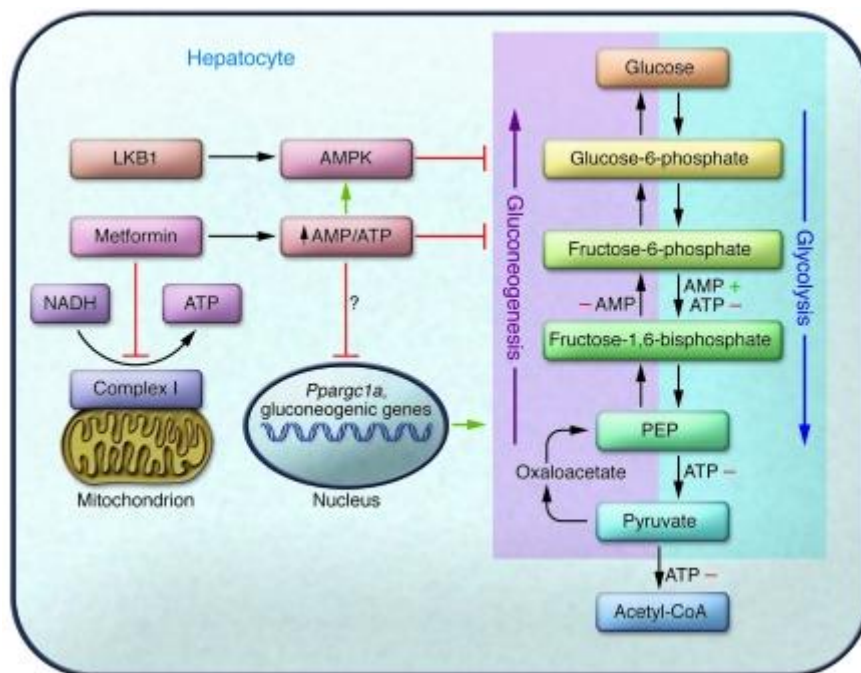 Hepatocyte
Glucose
LKB1
AMPK
Glucose-6-phosphate
Metformin
AMP/ATP
Fructose-6-phosphate
NADH
ATP
?
– AMP
AMP +
ATP –
Fructose-1,6-bisphosphate
Complex I
Ppargc1a,
gluconeogenic genes
PEP
Mitochondrion
Nucleus
Oxaloacetate
ATP –
Pyruvate
ATP –
Acetyl-CoA
Gluconeogenesis
Glycolysis